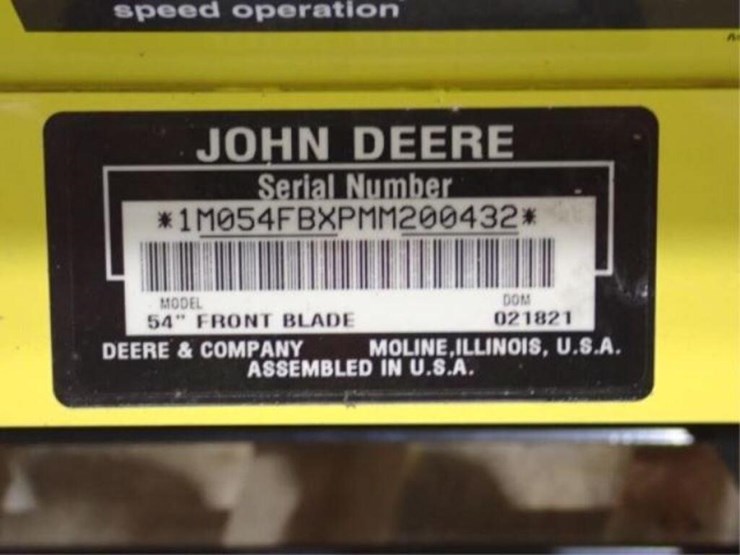 speed operation
JOHN DEERE
Serial Number
*1M054FBXPMM200432*
MODEL DOM
54" FRONT BLADE 021821
DEERE & COMPANY MOLINE,ILLINOIS, U.S.A.
ASSEMBLED IN U.S.A.